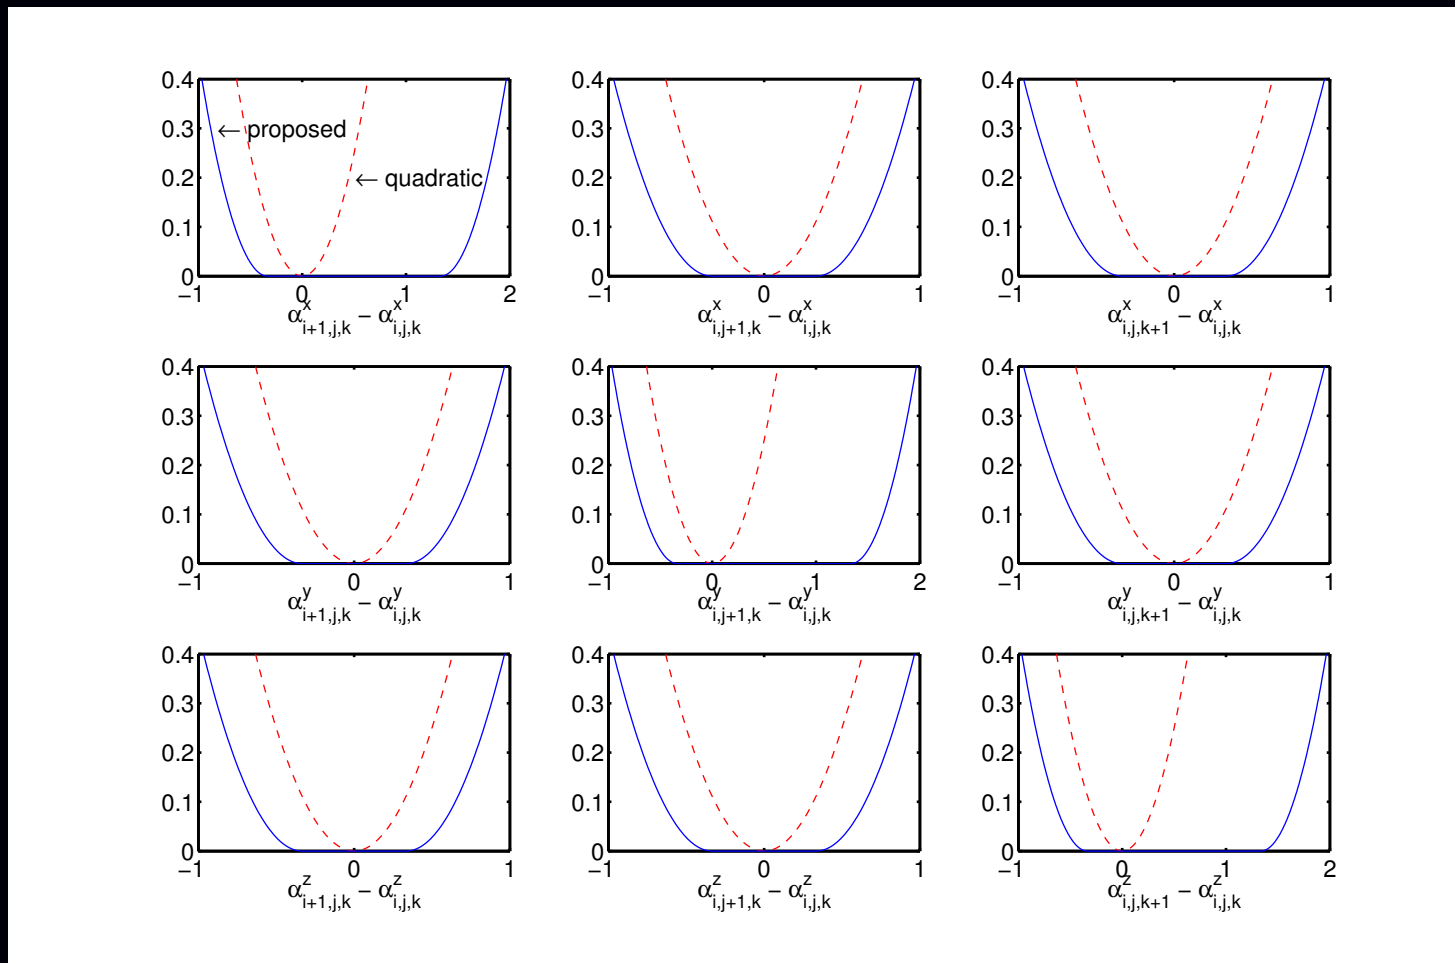 0.4 0.4 0.4
0.3 ← proposed 0.3 0.3
0.2 ← quadratic 0.2 0.2
0.1 0.1 0.1
0 0 0
−1 0 1 2 −1 0 1 −1 0 1
α^x_{i+1,j,k} − α^x_{i,j,k} α^x_{i,j+1,k} − α^x_{i,j,k} α^x_{i,j,k+1} − α^x_{i,j,k}
0.4 0.4 0.4
0.3 0.3 0.3
0.2 0.2 0.2
0.1 0.1 0.1
0 0 0
−1 0 1 −1 0 1 2 −1 0 1
α^y_{i+1,j,k} − α^y_{i,j,k} α^y_{i,j+1,k} − α^y_{i,j,k} α^y_{i,j,k+1} − α^y_{i,j,k}
0.4 0.4 0.4
0.3 0.3 0.3
0.2 0.2 0.2
0.1 0.1 0.1
0 0 0
−1 0 1 −1 0 1 −1 0 1 2
α^z_{i+1,j,k} − α^z_{i,j,k} α^z_{i,j+1,k} − α^z_{i,j,k} α^z_{i,j,k+1} − α^z_{i,j,k}